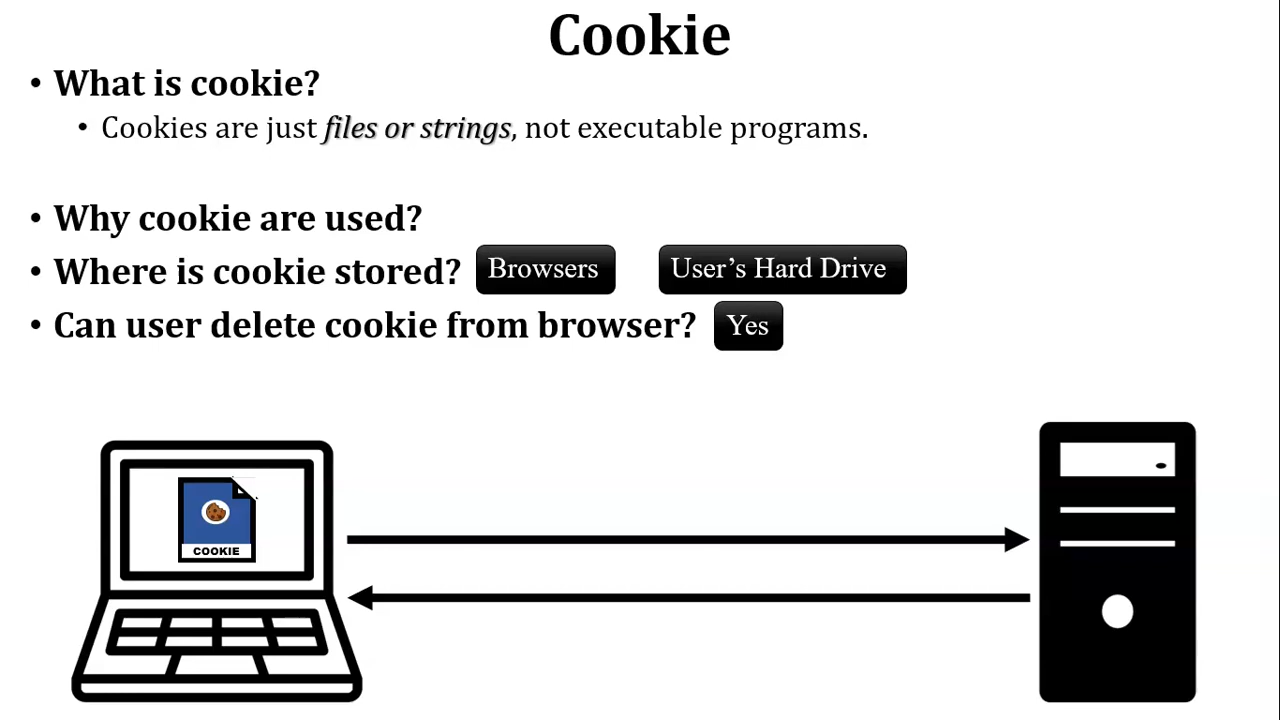 Cookie
• What is cookie?
• Cookies are just files or strings, not executable programs.
• Why cookie are used?
• Where is cookie stored? Browsers User's Hard Drive
• Can user delete cookie from browser? Yes
COOKIE